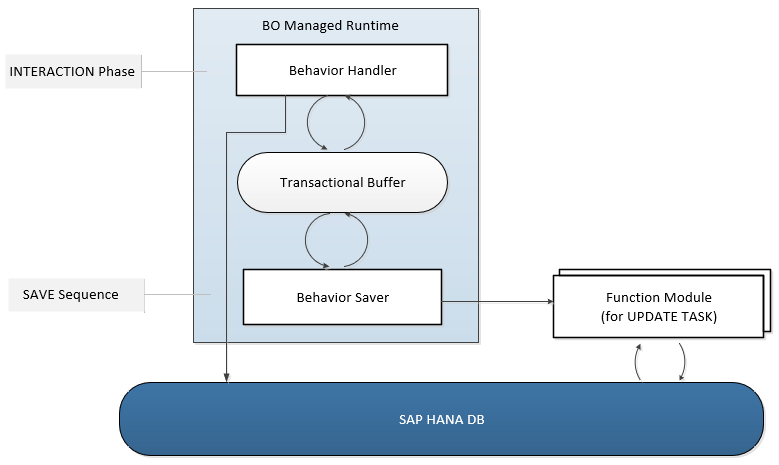 BO Managed Runtime
INTERACTION Phase
Behavior Handler
Transactional Buffer
SAVE Sequence
Behavior Saver
Function Module
(for UPDATE TASK)
SAP HANA DB